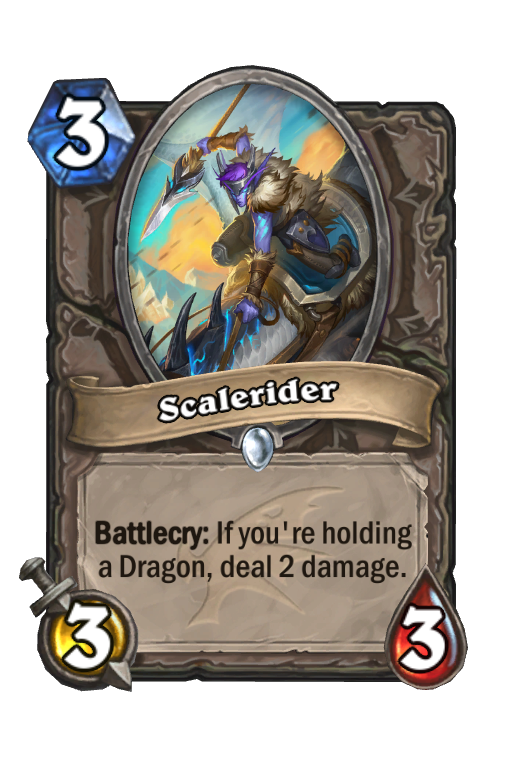 3
Scalerider
Battlecry: If you're holding
a Dragon, deal 2 damage.
3
3